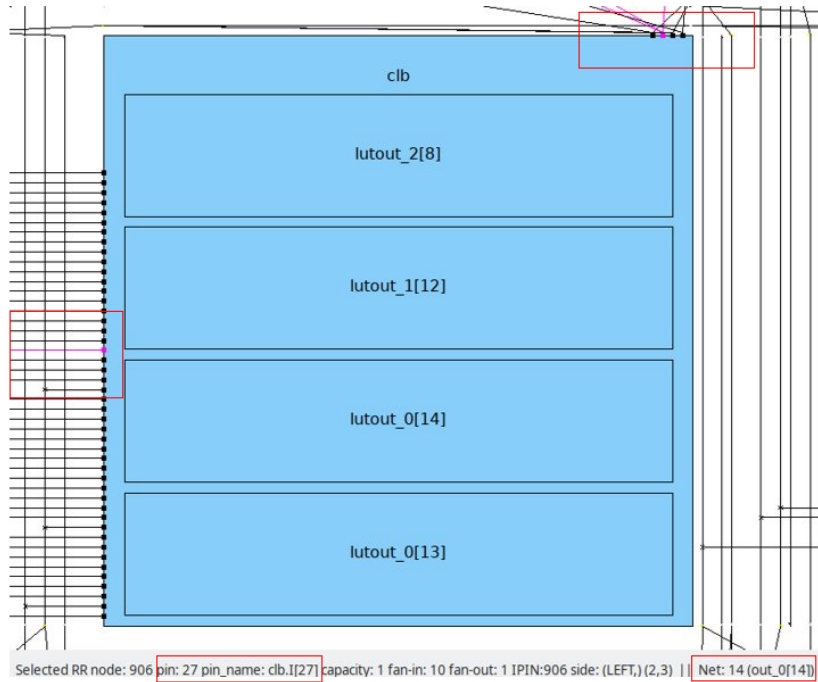 clb
lutout_2[8]
lutout_1[12]
lutout_0[14]
lutout_0[13]
Selected RR node: 906 pin: 27 pin_name: clb.I[27] capacity: 1 fan-in: 10 fan-out: 1 IPIN:906 side: (LEFT,) (2,3) || Net: 14 (out_0[14])